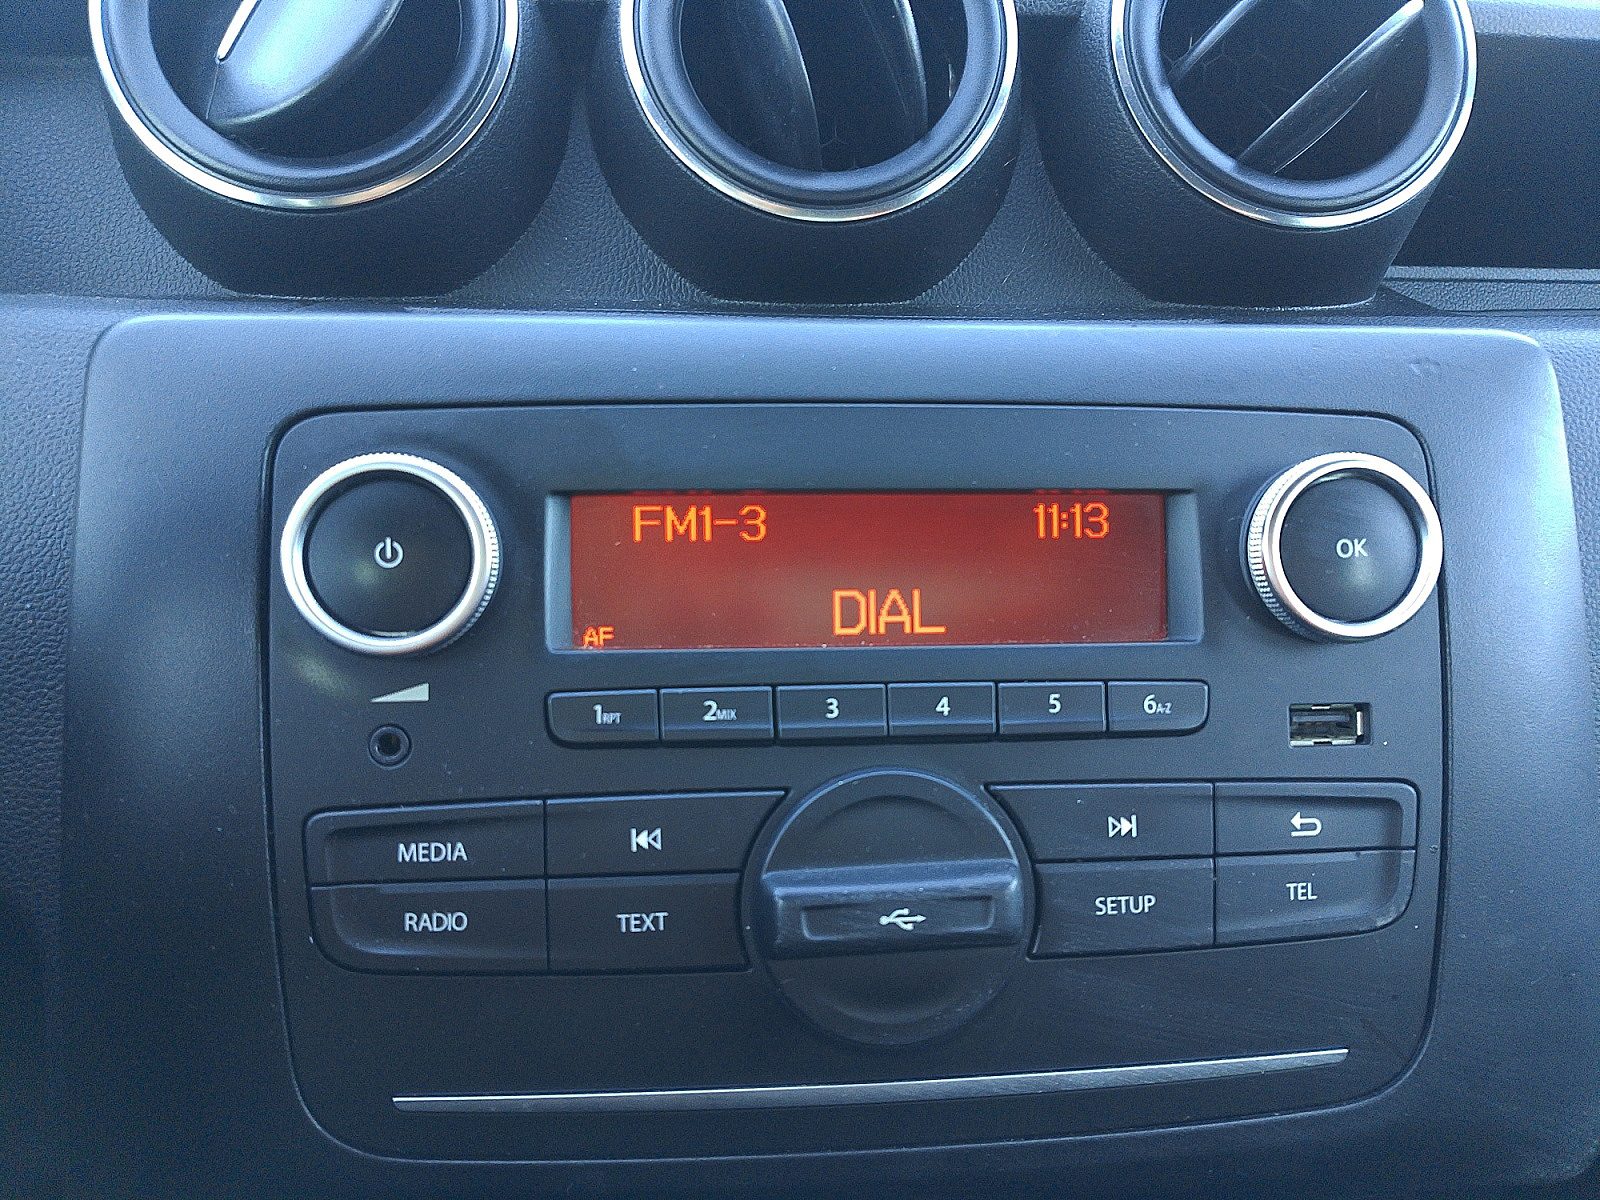 FM1-3 11:13
DIAL
AF
OK
1RPT 2MIX 3 4 5 6A-Z
MEDIA
RADIO TEXT SETUP TEL